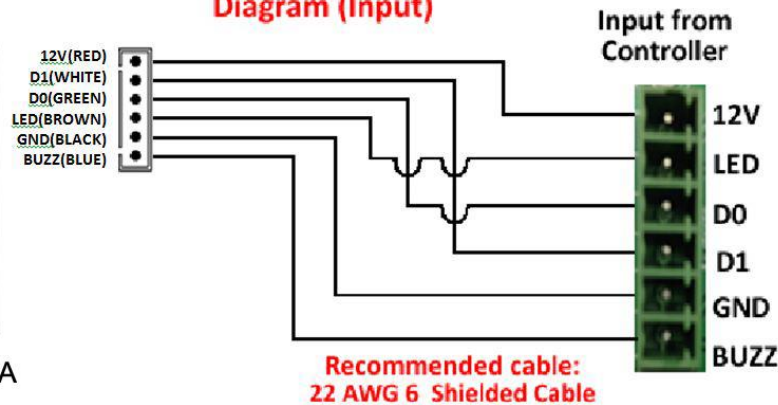 Diagram (Input)
Input from
Controller
12V(RED)
D1(WHITE)
D0(GREEN)
LED(BROWN)
GND(BLACK)
BUZZ(BLUE)
12V
LED
D0
D1
GND
BUZZ
Recommended cable:
22 AWG 6 Shielded Cable
A